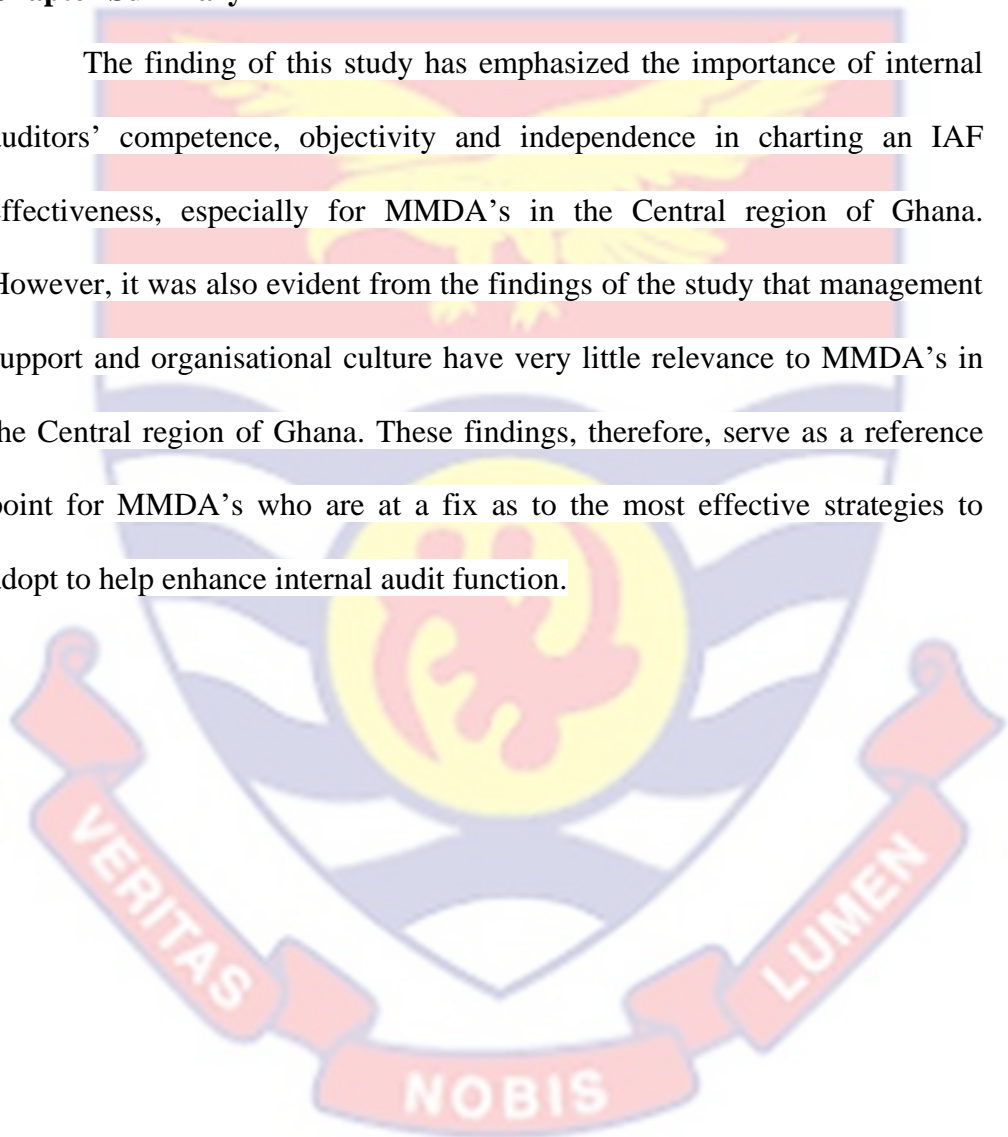 Chapter Summary
The finding of this study has emphasized the importance of internal
auditors’ competence, objectivity and independence in charting an IAF
effectiveness, especially for MMDA’s in the Central region of Ghana.
However, it was also evident from the findings of the study that management
support and organisational culture have very little relevance to MMDA’s in
the Central region of Ghana. These findings, therefore, serve as a reference
point for MMDA’s who are at a fix as to the most effective strategies to
adopt to help enhance internal audit function.
VERITAS
NOBIS
LUMEN